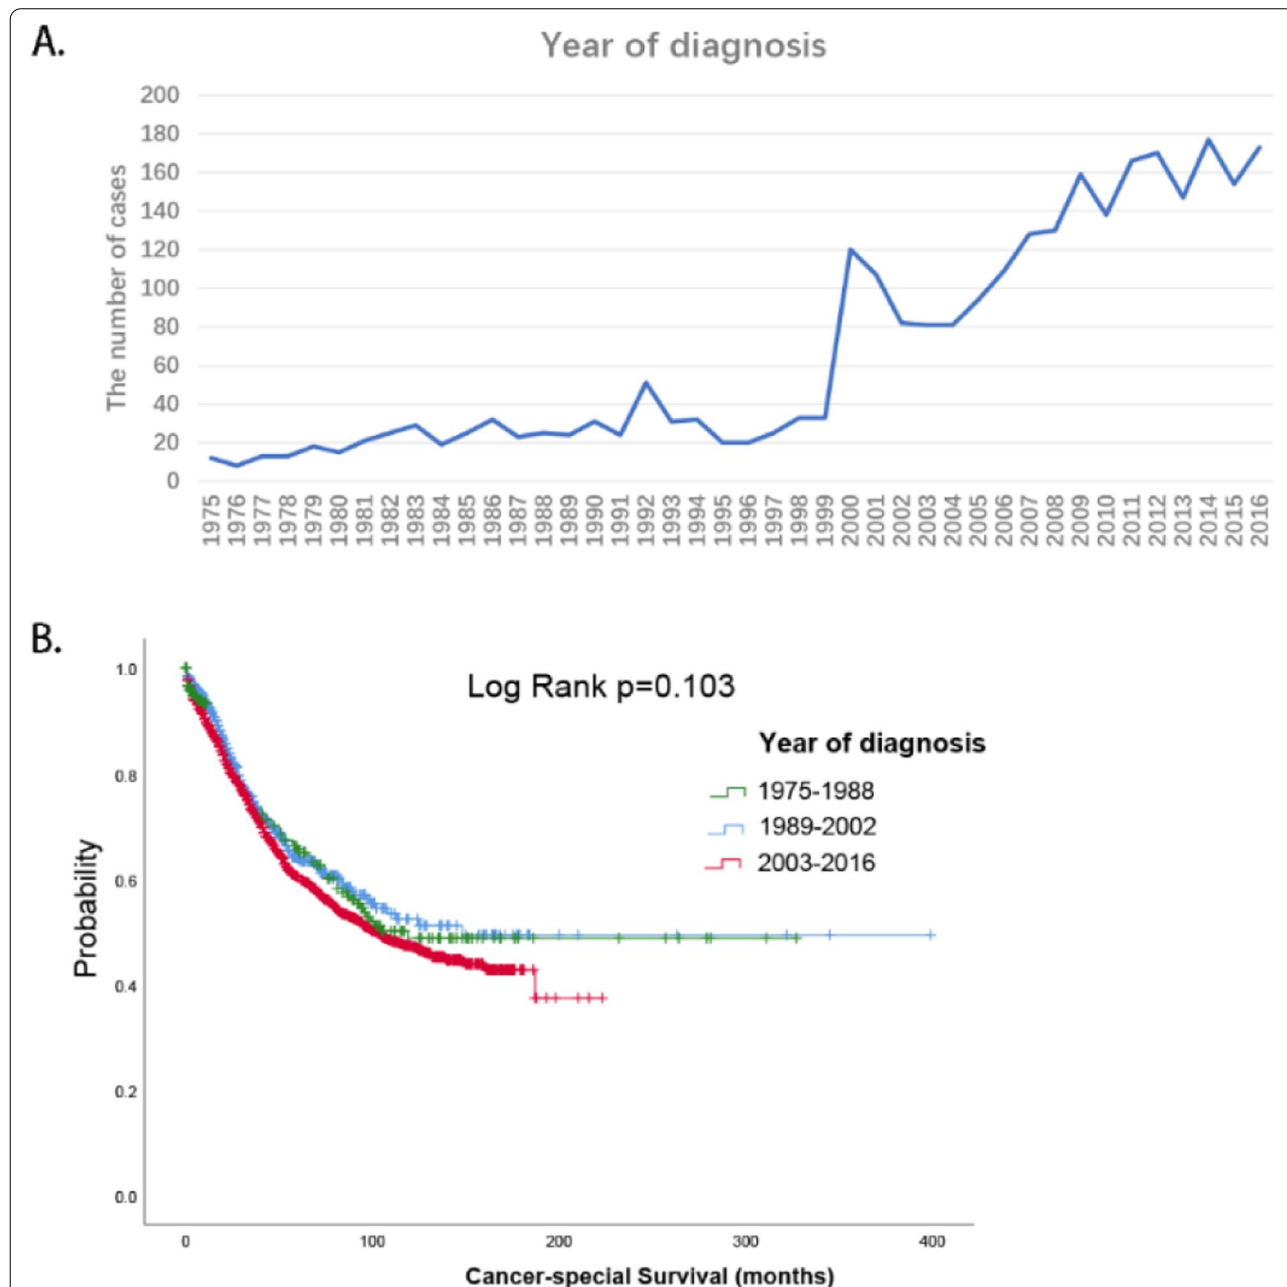 A.
Year of diagnosis
The number of cases
200
180
160
140
120
100
80
60
40
20
0
1975 1976 1977 1978 1979 1980 1981 1982 1983 1984 1985 1986 1987 1988 1989 1990 1991 1992 1993 1994 1995 1996 1997 1998 1999 2000 2001 2002 2003 2004 2005 2006 2007 2008 2009 2010 2011 2012 2013 2014 2015 2016
B.
Log Rank p=0.103
Year of diagnosis
1975-1988
1989-2002
2003-2016
Probability
1.0
0.8
0.6
0.4
0.2
0.0
0 100 200 300 400
Cancer-special Survival (months)